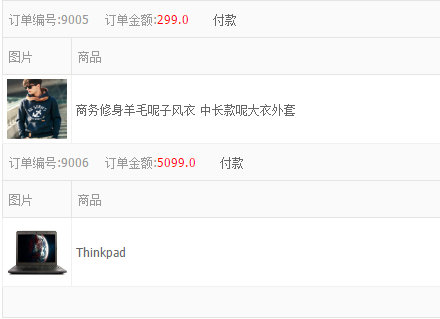 订单编号:9005 订单金额:299.0 付款
图片 商品
商务修身羊毛呢子风衣 中长款呢大衣外套
订单编号:9006 订单金额:5099.0 付款
图片 商品
Thinkpad